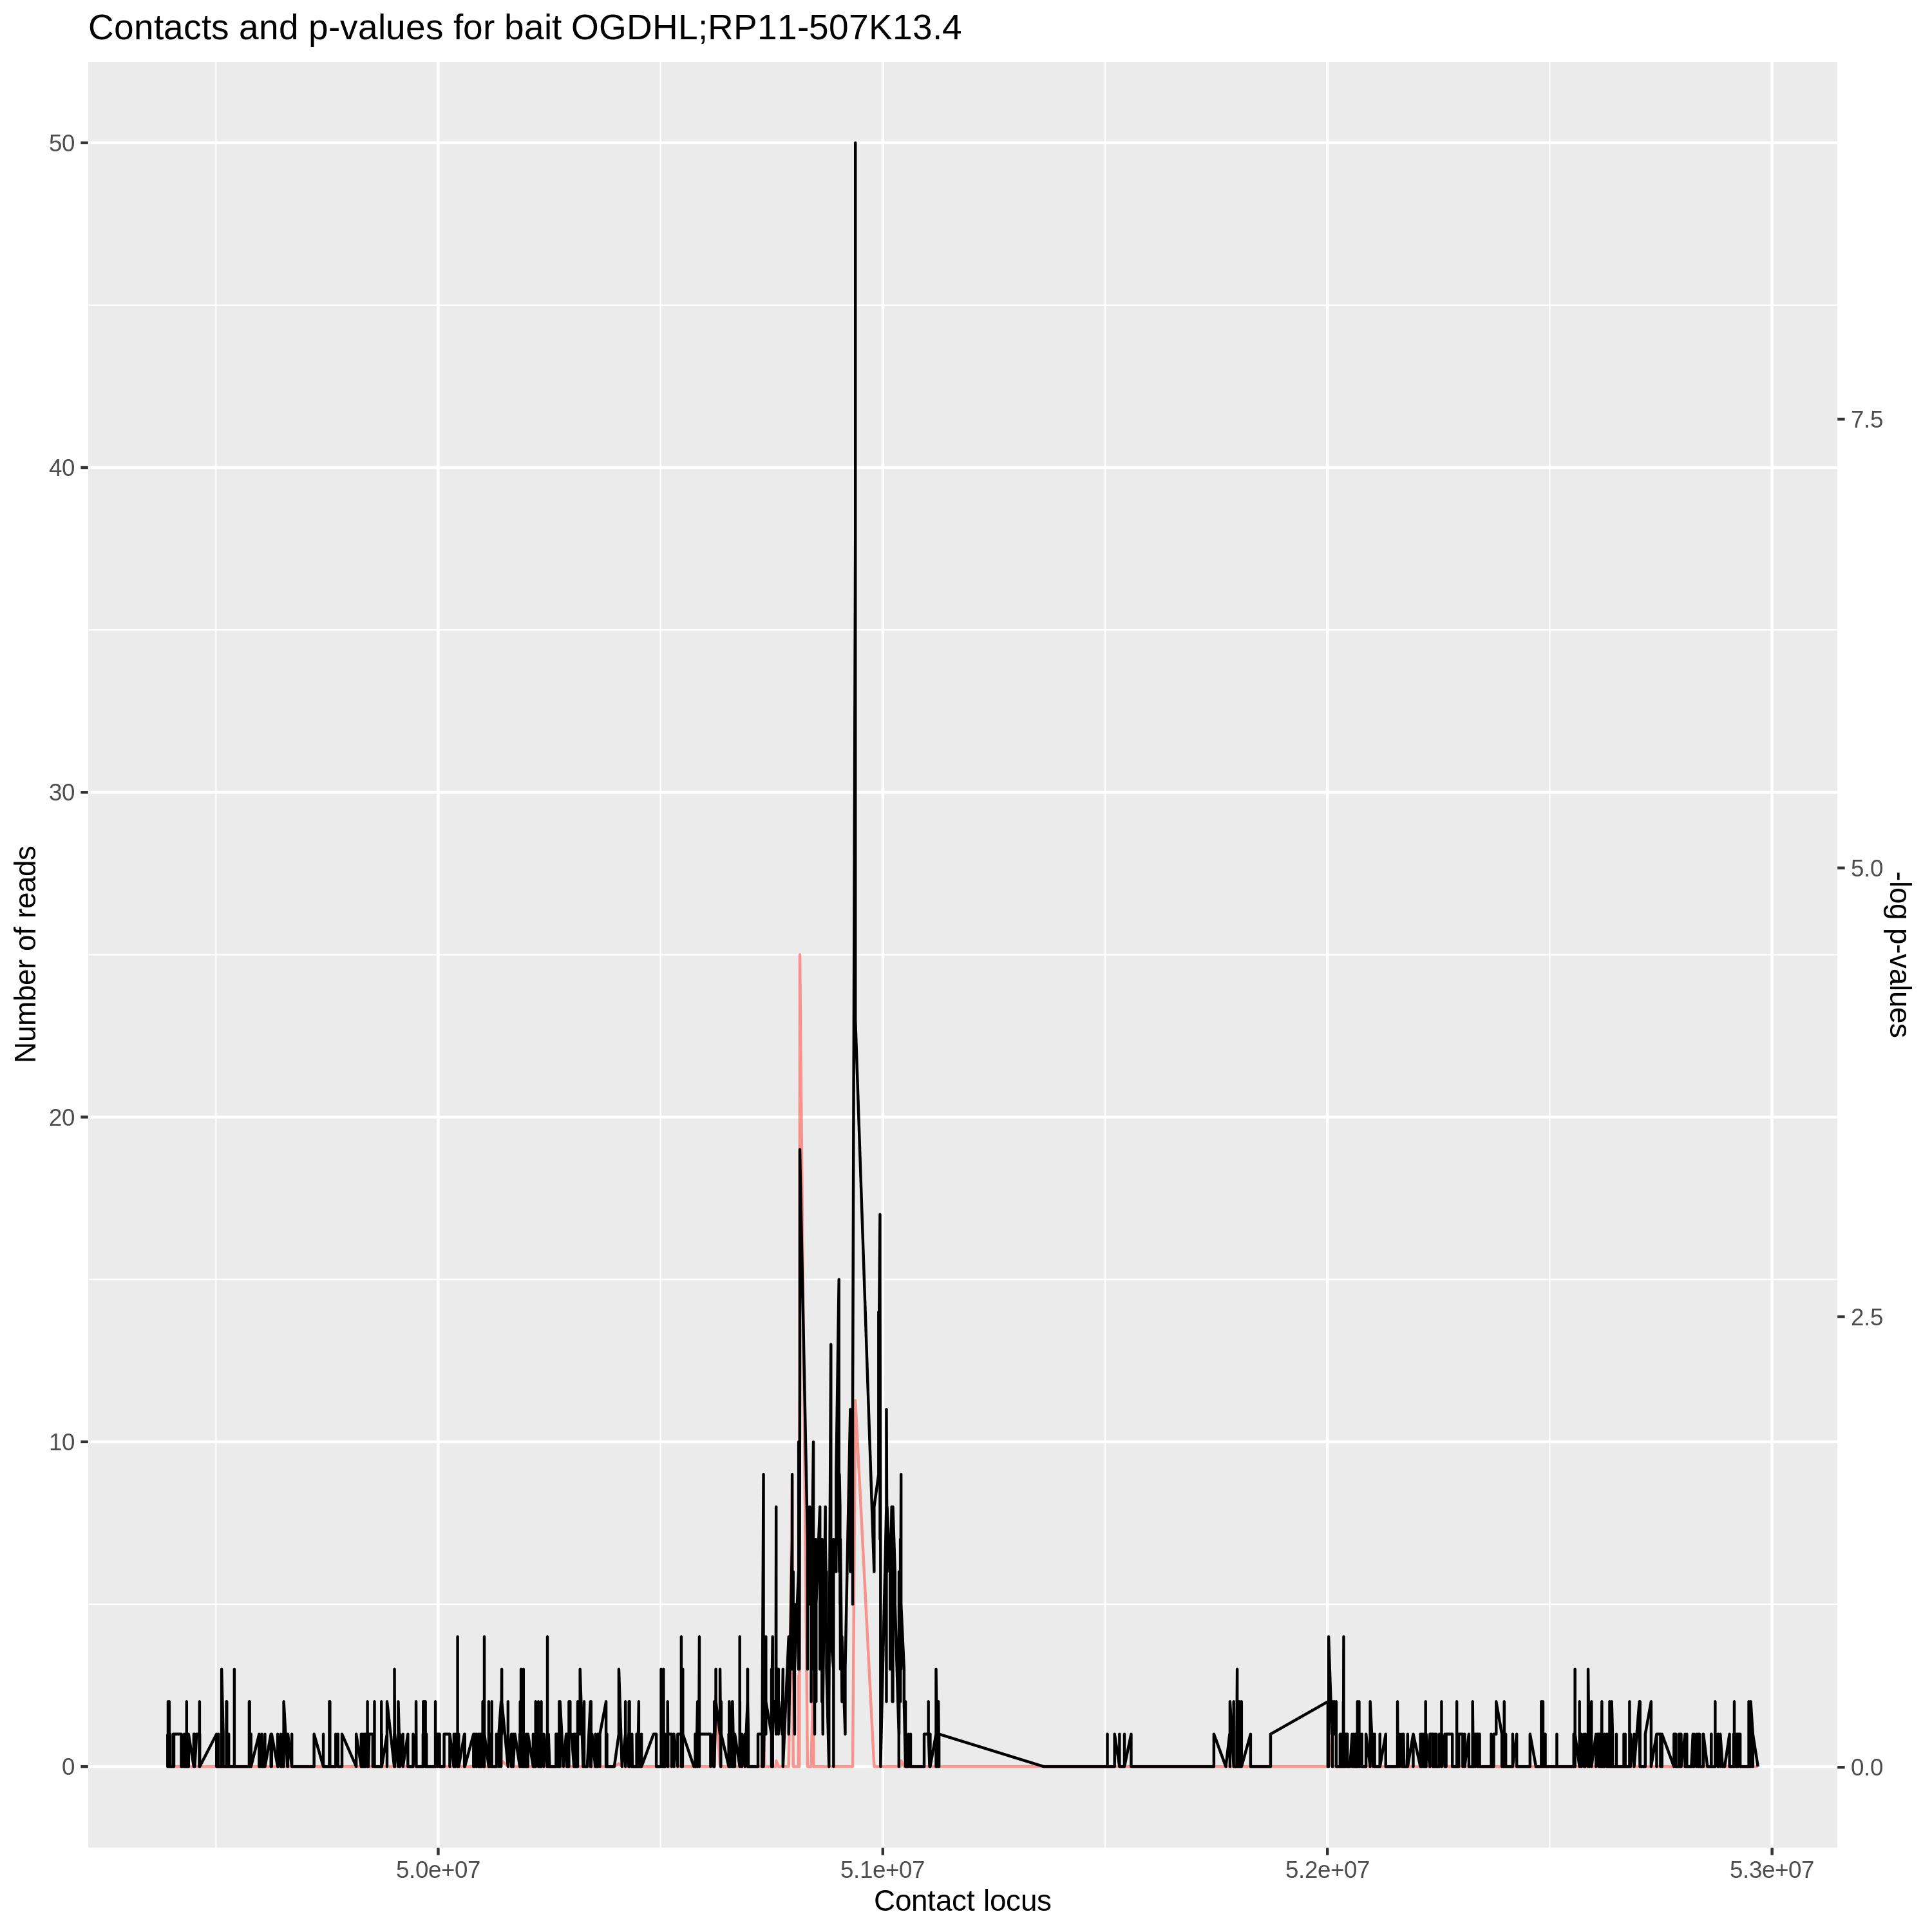 Contacts and p-values for bait OGDHL;RP11-507K13.4
50
40
30
20
10
0
Number of reads
7.5
5.0
2.5
0.0
-log p-values
5.0e+07
5.1e+07
5.2e+07
5.3e+07
Contact locus